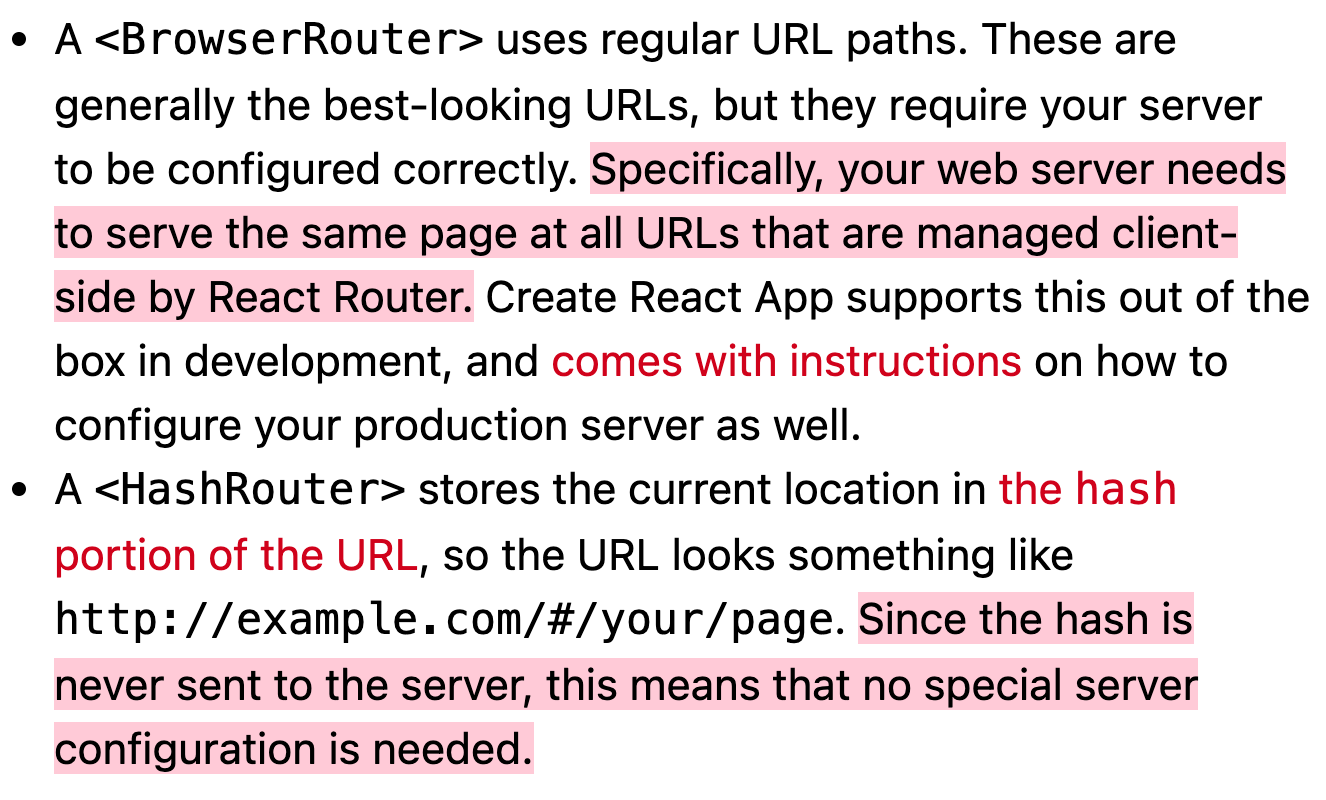 • A <BrowserRouter> uses regular URL paths. These are
generally the best-looking URLs, but they require your server
to be configured correctly. Specifically, your web server needs
to serve the same page at all URLs that are managed client-
side by React Router. Create React App supports this out of the
box in development, and comes with instructions on how to
configure your production server as well.
• A <HashRouter> stores the current location in the hash
portion of the URL, so the URL looks something like
http://example.com/#/your/page. Since the hash is
never sent to the server, this means that no special server
configuration is needed.